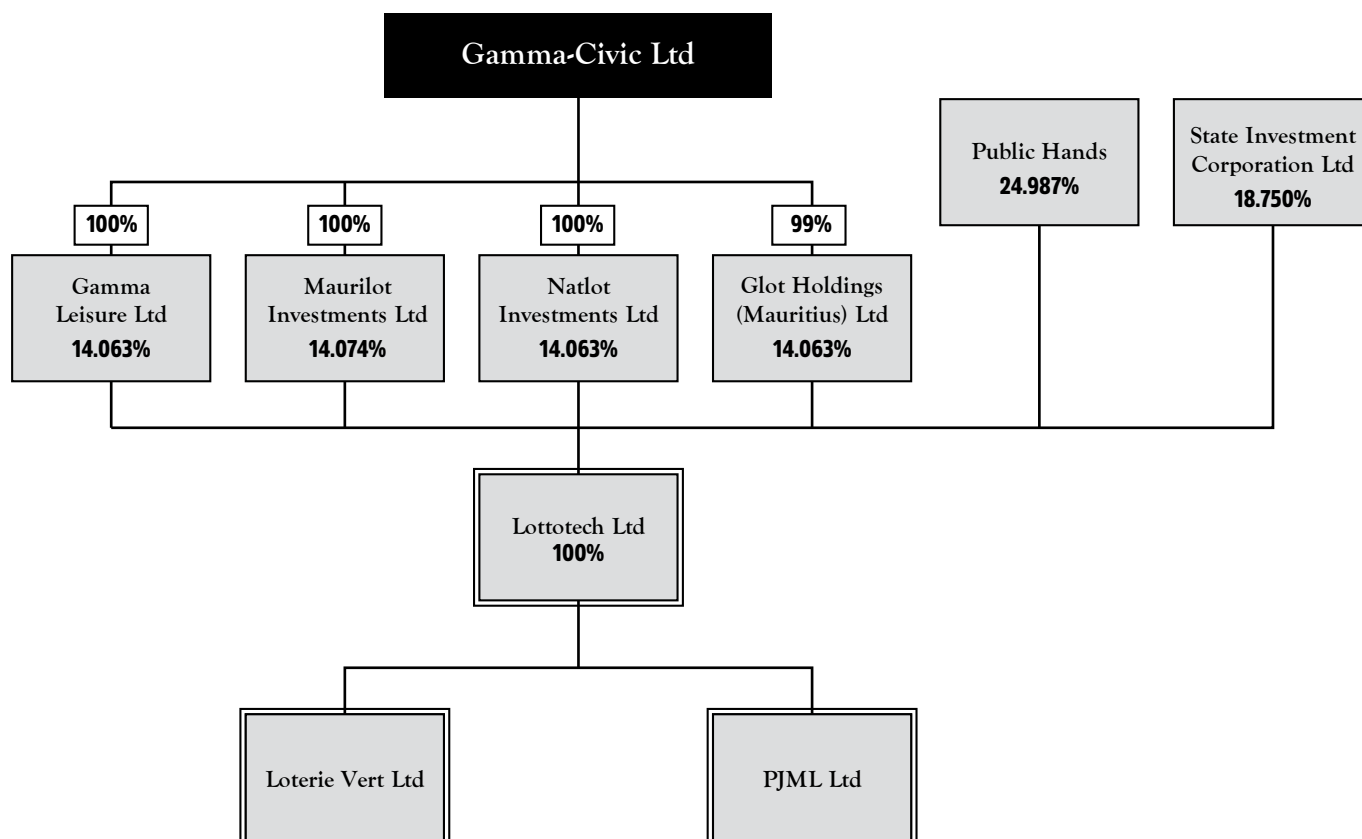 Gamma-Civic Ltd
Public Hands
24.987%
State Investment
Corporation Ltd
18.750%
100%
100%
100%
99%
Gamma
Leisure Ltd
14.063%
Maurilot
Investments Ltd
14.074%
Natlot
Investments Ltd
14.063%
Glot Holdings
(Mauritius) Ltd
14.063%
Lottotech Ltd
100%
Loterie Vert Ltd
PJML Ltd